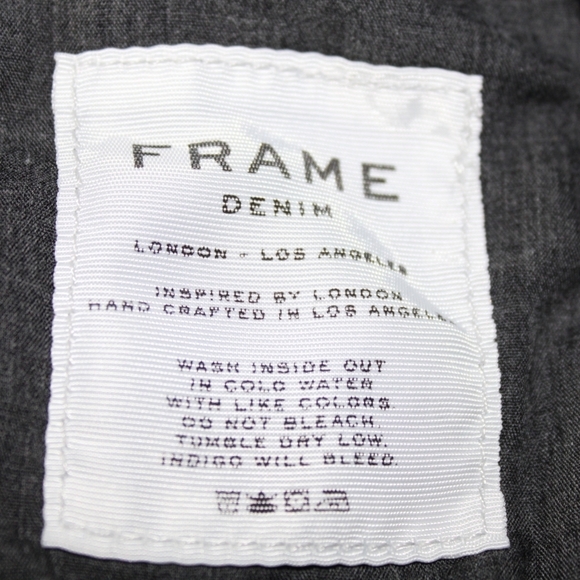 FRAME
DENIM
LONDON - LOS ANGELES
INSPIRED BY LONDON
HAND CRAFTED IN LOS ANGELES
WASH INSIDE OUT
IN COLD WATER
WITH LIKE COLORS.
DO NOT BLEACH.
TUMBLE DRY LOW.
INDIGO WILL BLEED.